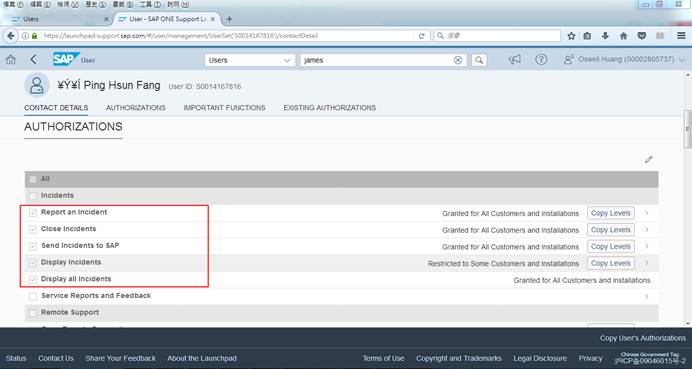 檔案(F) 編輯(E) 檢視(V) 歷史(S) 書籤(B) 工具(T) 說明(H)
Users
User - SAP ONE Support La
https://launchpad.support.sap.com/#/user/management/UserSet('S0014167816')/contactDetail
搜尋
SAP User
Users
james
Oswell Huang (S0002805737)
¥Ý¥Í Ping Hsun Fang User ID: S0014167816
CONTACT DETAILS AUTHORIZATIONS IMPORTANT FUNCTIONS EXISTING AUTHORIZATIONS
AUTHORIZATIONS
All
Incidents
Report an Incident Granted for All Customers and Installations Copy Levels
Close Incidents Granted for All Customers and Installations Copy Levels
Send Incidents to SAP Granted for All Customers and Installations Copy Levels
Display Incidents Restricted to Some Customers and Installations Copy Levels
Display all Incidents Granted for All Customers and Installations
Service Reports and Feedback
Remote Support
Copy User's Authorizations
Status Contact Us Share Your Feedback About the Launchpad Terms of Use Copyright and Trademarks Legal Disclosure Privacy
Chinese Government Tag
沪ICP备09046015号-2